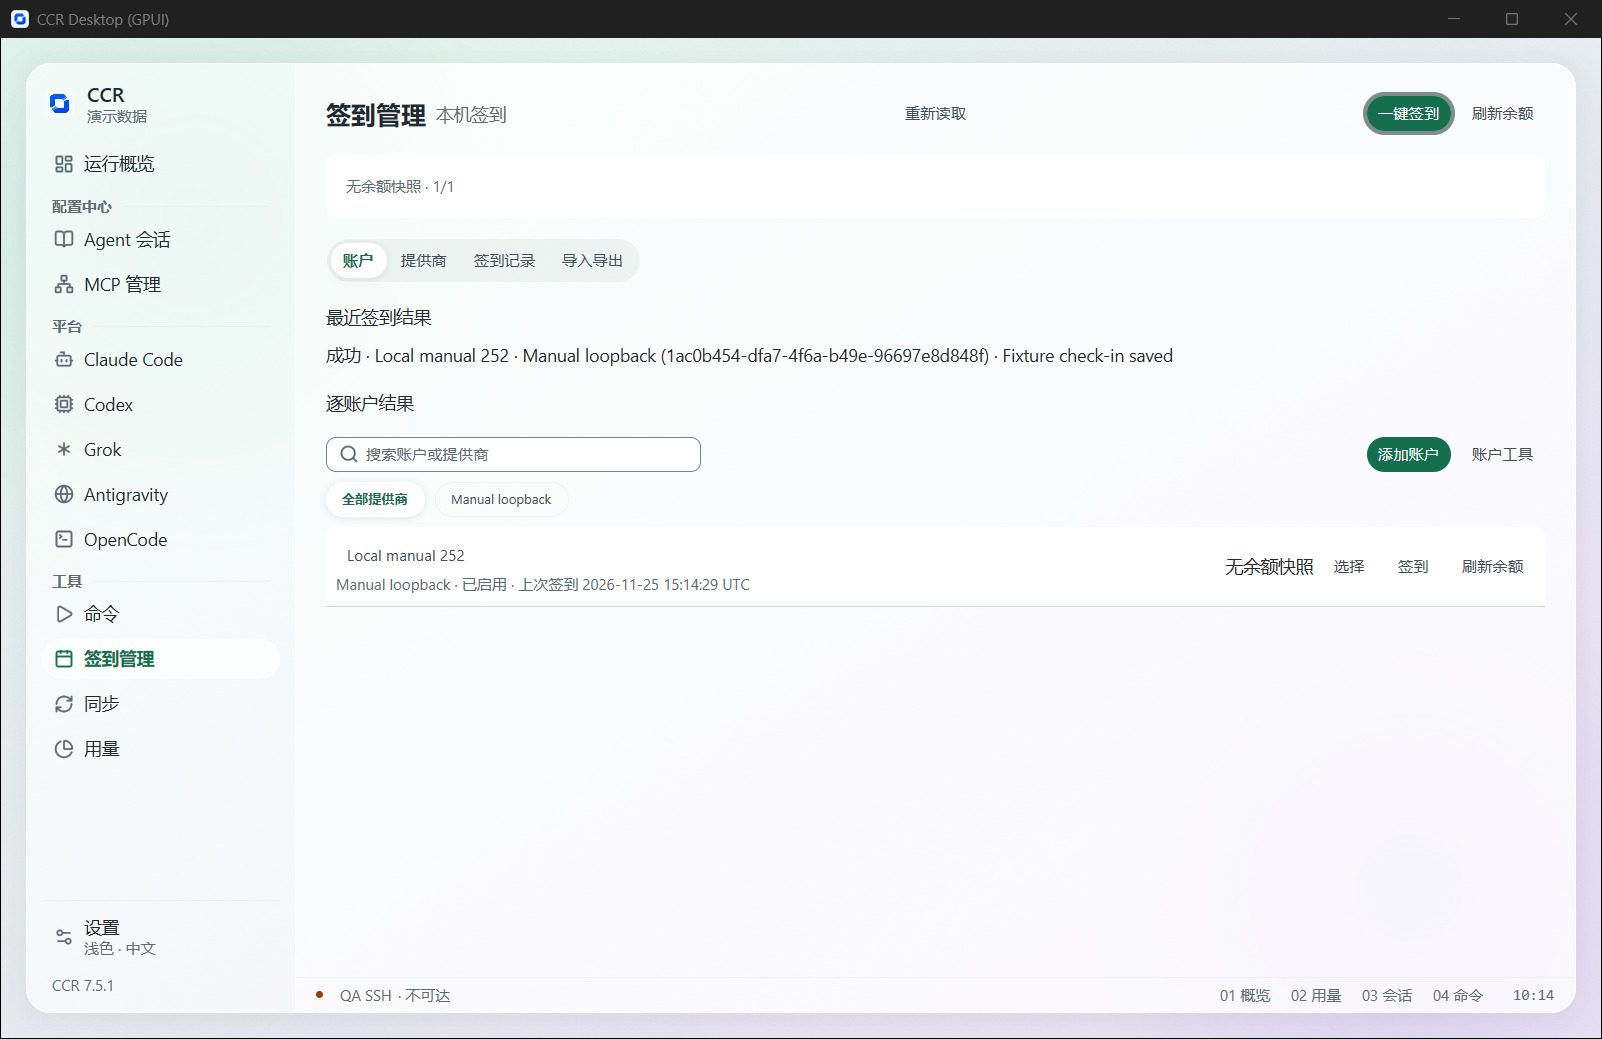 CCR Desktop (GPUI)
CCR
演示数据
运行概览
配置中心
Agent 会话
MCP 管理
平台
Claude Code
Codex
Grok
Antigravity
OpenCode
工具
命令
签到管理
同步
用量
设置
浅色 · 中文
CCR 7.5.1
签到管理 本机签到
重新读取
一键签到
刷新余额
无余额快照 · 1/1
账户 提供商 签到记录 导入导出
最近签到结果
成功 · Local manual 252 · Manual loopback (1ac0b454-dfa7-4f6a-b49e-96697e8d848f) · Fixture check-in saved
逐账户结果
搜索账户或提供商
添加账户
账户工具
全部提供商 Manual loopback
Local manual 252
Manual loopback · 已启用 · 上次签到 2026-11-25 15:14:29 UTC
无余额快照 选择 签到 刷新余额
QA SSH · 不可达
01 概览 02 用量 03 会话 04 命令 10:14